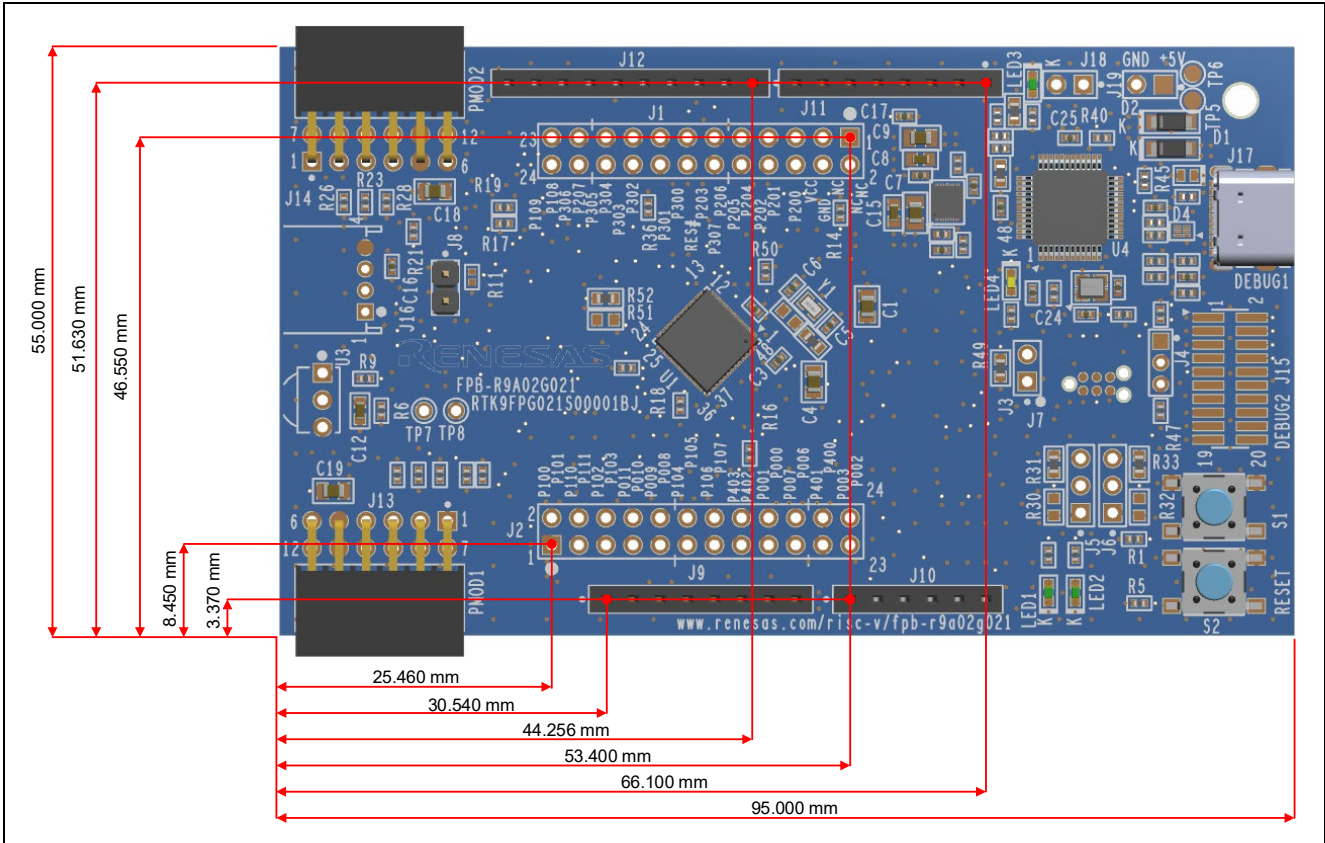 J12
LED3
K
J18
GND +5V
J19
TP6
PMOD2
J1
J11
C17
D2
TP5
7
12
23
1
C9
C25
R40
K
K
D1
1
6
24
2
C8
J17
J14
R26
R23
R28
C18
R19
R17
C7
C15
R45
D4
P109
P108
P306
P207
P305
P304
P303
P302
R36
P301
P300
RES#
P203
P307
P206
P205
P204
P202
P201
P200
VCC
GND
NC
NC
NC
R14
48
U4
1
4
J8
R21
C16
J16
1
R11
R50
C6
Y1
C5
C1
K
LED4
C24
DEBUG1
1
2
13
12
R52
R51
24
25
1
48
C3
C4
U1
R18
36
37
R16
RENESAS
FPB-R9A02G021
RTK9FPG021S00001BJ
U3
R9
R6
C12
TP7
TP8
R49
J3
J7
J4
J15
DEBUG2
R47
19
20
C19
J13
6
1
12
7
PMOD1
P100
P101
P110
P111
P102
P103
P011
P010
P009
P008
P104
P105
P106
P107
P403
P402
P001
P000
P007
P006
P401
P400
P003
P002
24
J2
2
1
23
R31
R30
R33
R32
J5
J6
R1
S1
J9
J10
LED1
K
LED2
K
R5
RESET
S2
www.renesas.com/risc-v/fpb-r9a02g021
55.000 mm
51.630 mm
46.550 mm
8.450 mm
3.370 mm
25.460 mm
30.540 mm
44.256 mm
53.400 mm
66.100 mm
95.000 mm